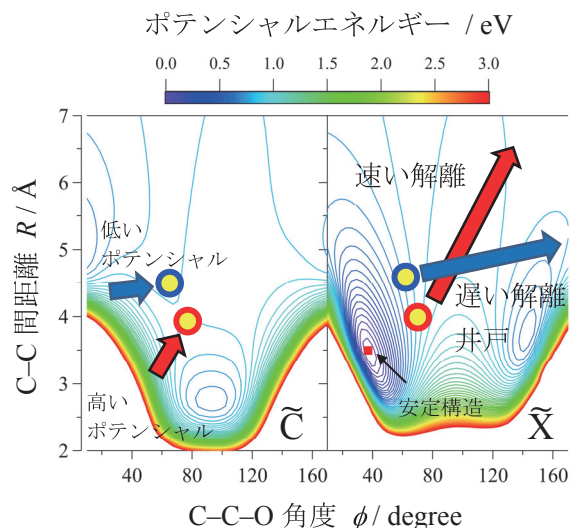 ポテンシャルエネルギー / eV
0.0 0.5 1.0 1.5 2.0 2.5 3.0
C–C 間距離 R / Å
7
6
5
4
3
2
低い
ポテンシャル
高い
ポテンシャル
C̃
速い解離
遅い解離
井戸
安定構造
X̃
40 80 120 160 40 80 120 160
C–C–O 角度 ϕ / degree